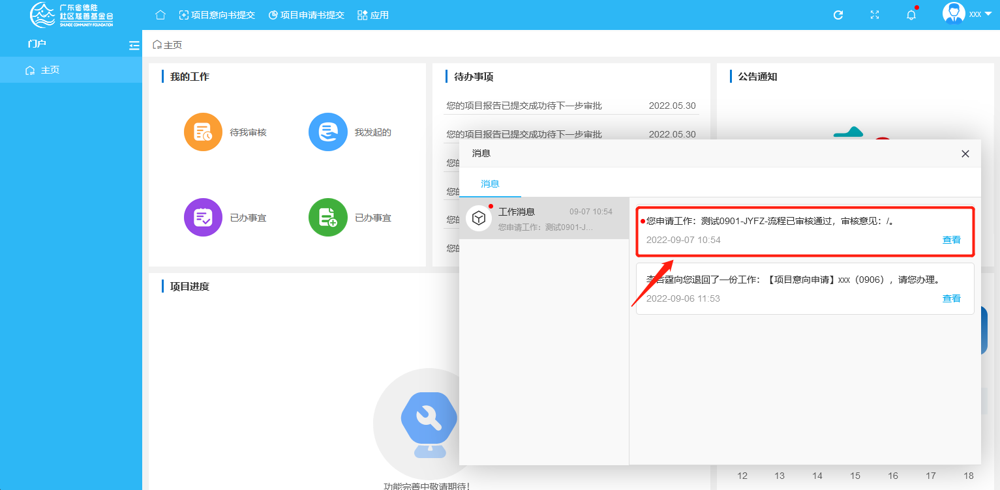 广东省德胜
社区慈善基金会
SHUNDE COMMUNITY FOUNDATION
项目意向书提交
项目申请书提交
应用
xxx
门户
主页
主页
我的工作
待我审核
我发起的
已办事宜
已办事宜
待办事项
您的项目报告已提交成功待下一步审批 2022.05.30
您的项目报告已提交成功待下一步审批 2022.05.30
您的
您的
您的
您的
公告通知
消息
消息
工作消息 09-07 10:54
您申请工作：测试0901-J...
您申请工作：测试0901-JYFZ-流程已审核通过，审核意见：/。
2022-09-07 10:54 查看
向您退回了一份工作：【项目意向申请】xxx（0906），请您办理。
2022-09-06 11:53 查看
项目进度
功能完善中敬请期待！
12 13 14 15 16 17 18